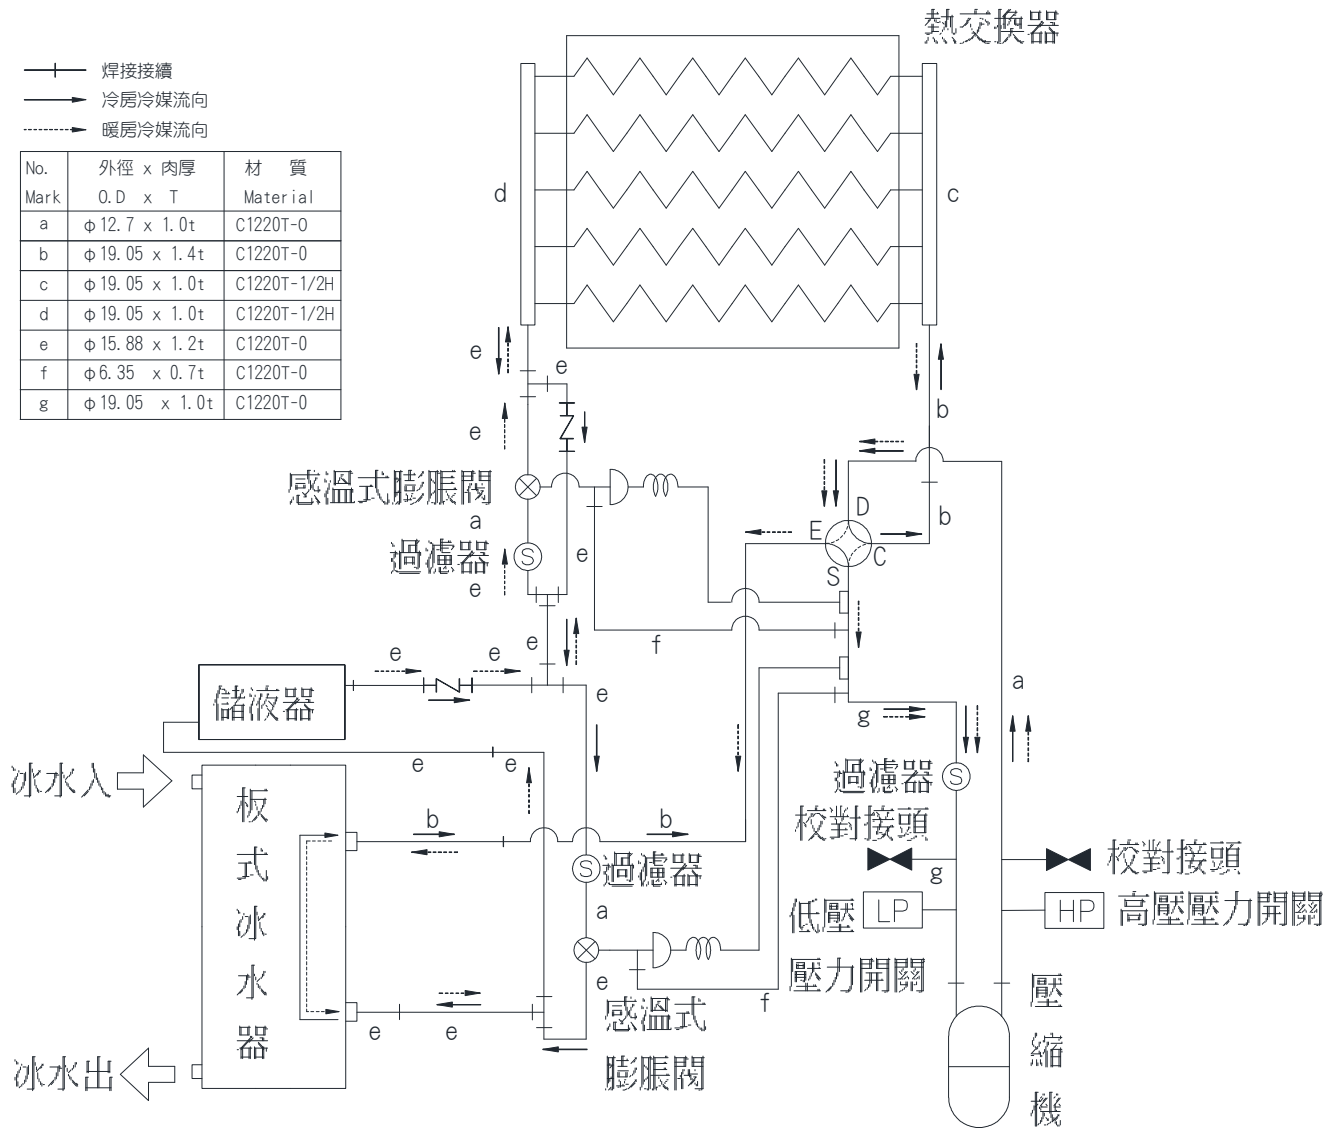 熱交換器
焊接接續
冷房冷媒流向
暖房冷媒流向
No. 外徑 x 肉厚 材 質
Mark O.D x T Material
a φ12.7 x 1.0t C1220T-O
b φ19.05 x 1.4t C1220T-0
c φ19.05 x 1.0t C1220T-1/2H
d φ19.05 x 1.0t C1220T-1/2H
e φ15.88 x 1.2t C1220T-0
f φ6.35 x 0.7t C1220T-0
g φ19.05 x 1.0t C1220T-0
d
c
e
e
b
e
感溫式膨脹閥
a
過濾器
S
e
e
D
E
C
S
b
e
f
e
e
e
a
儲液器
g
冰水入
e
e
過濾器
S
校對接頭
b
b
S
過濾器
g
校對接頭
低壓
LP
壓力開關
HP
高壓壓力開關
a
e
感溫式
膨脹閥
f
板
式
冰
水
器
e
e
冰水出
壓
縮
機